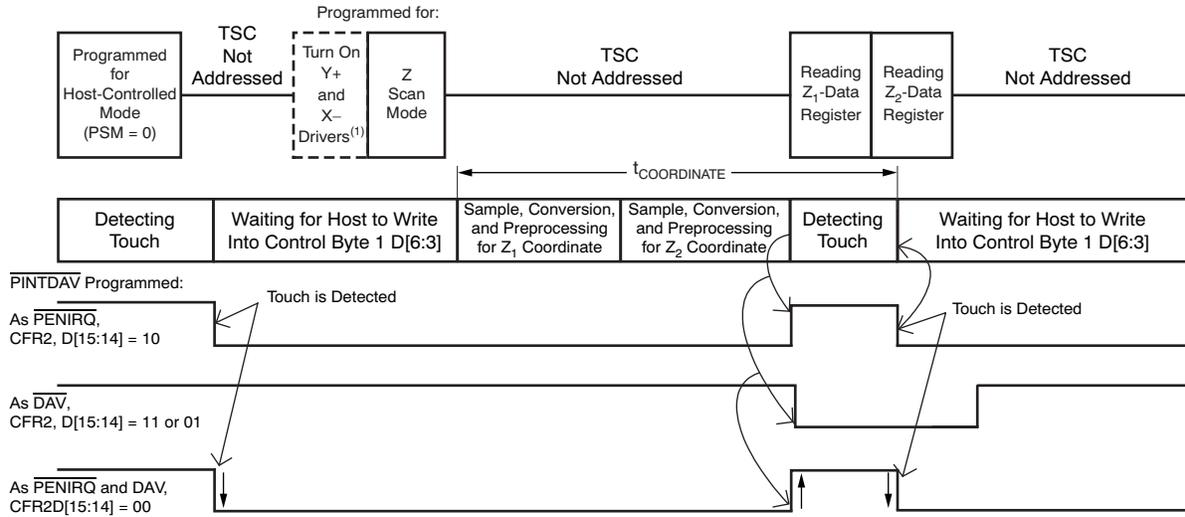 Programmed for:
Programmed
for
Host-Controlled
Mode
(PSM = 0)
TSC
Not
Addressed
Turn On
Y+
and
X–
Drivers(1)
Z
Scan
Mode
TSC
Not Addressed
Reading
Z1-Data
Register
Reading
Z2-Data
Register
TSC
Not Addressed
tCOORDINATE
Detecting
Touch
Waiting for Host to Write
Into Control Byte 1 D[6:3]
Sample, Conversion,
and Preprocessing
for Z1 Coordinate
Sample, Conversion,
and Preprocessing
for Z2 Coordinate
Detecting
Touch
Waiting for Host to Write
Into Control Byte 1 D[6:3]
PINTDAV Programmed:
Touch is Detected
As PENIRQ,
CFR2, D[15:14] = 10
Touch is Detected
As DAV,
CFR2, D[15:14] = 11 or 01
As PENIRQ and DAV,
CFR2D[15:14] = 00